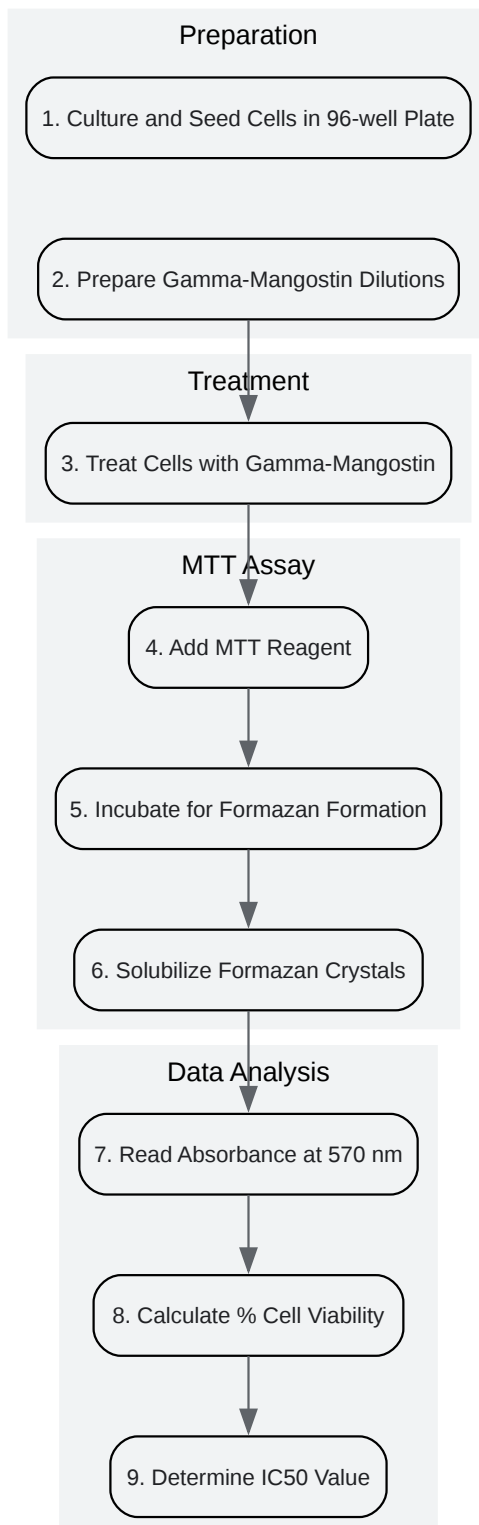 Preparation
1. Culture and Seed Cells in 96-well Plate
2. Prepare Gamma-Mangostin Dilutions
Treatment
3. Treat Cells with Gamma-Mangostin
MTT Assay
4. Add MTT Reagent
5. Incubate for Formazan Formation
6. Solubilize Formazan Crystals
Data Analysis
7. Read Absorbance at 570 nm
8. Calculate % Cell Viability
9. Determine IC50 Value